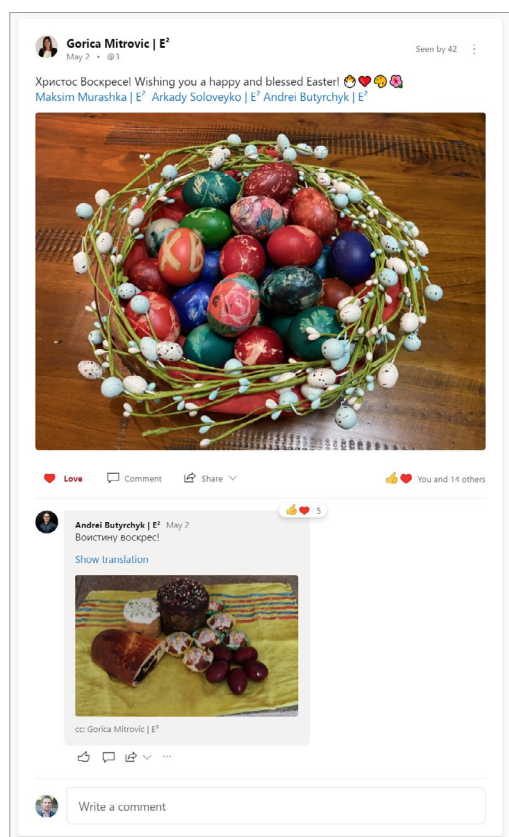 Gorica Mitrovic | E²
May 2 • @3
Seen by 42
Христос Воскресе! Wishing you a happy and blessed Easter! 🐣❤️🎨🌺
Maksim Murashka | E² Arkady Soloveyko | E² Andrei Butyrchyk | E²
ХВ
Love
Comment
Share
You and 14 others
Andrei Butyrchyk | E² May 2
5
Воистину воскрес!
Show translation
cc: Gorica Mitrovic | E²
Write a comment